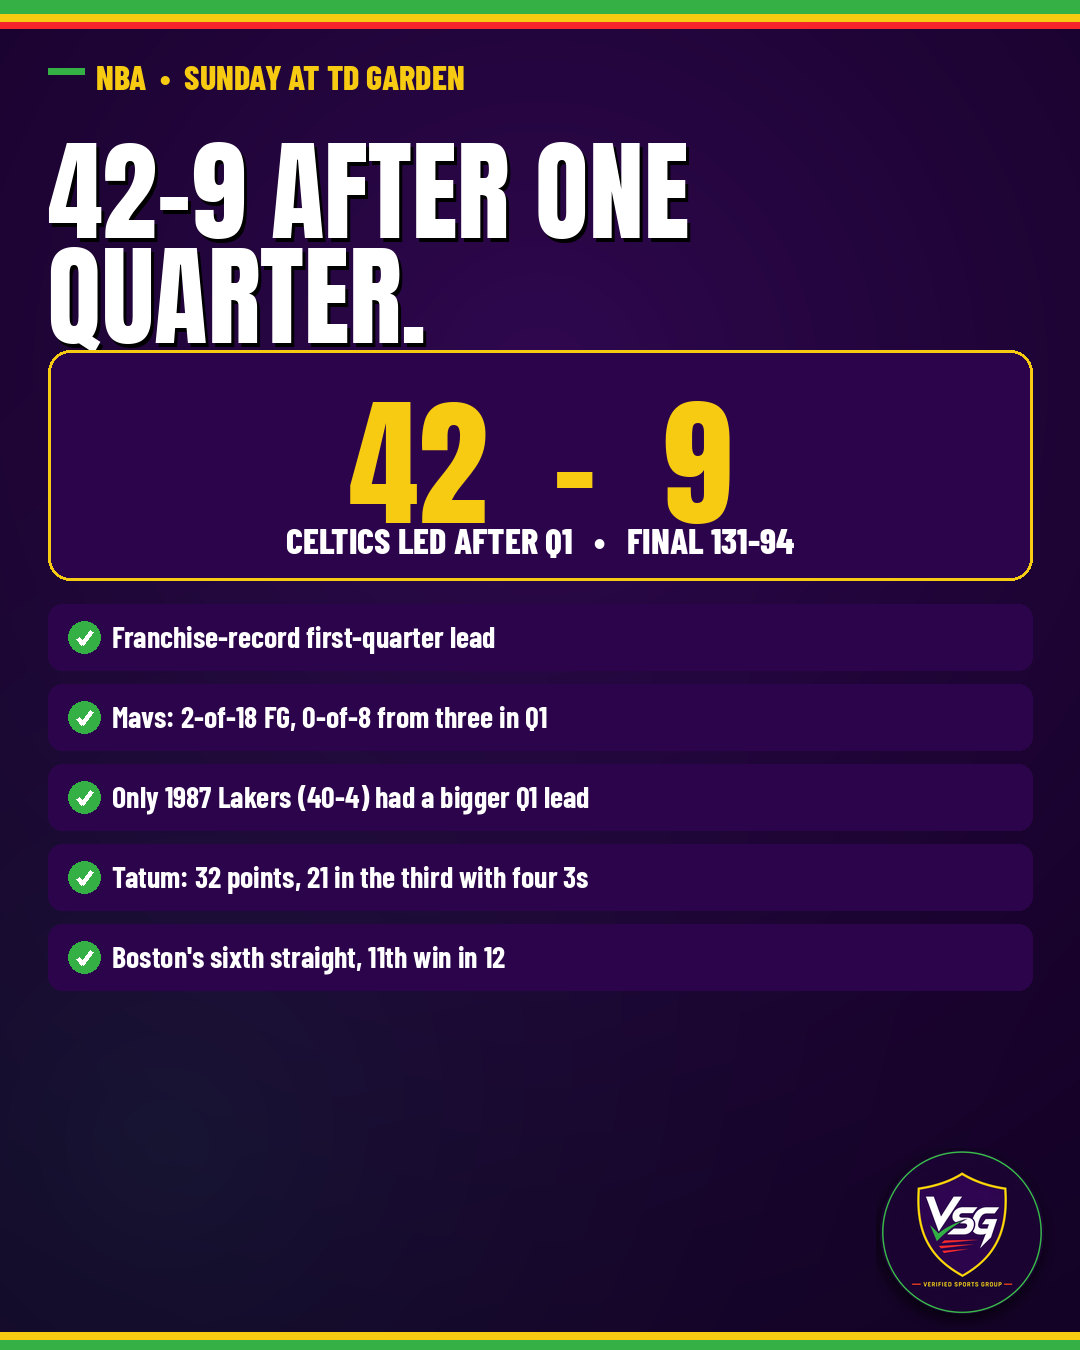 NBA • SUNDAY AT TD GARDEN
42-9 AFTER ONE
QUARTER.
42 - 9
CELTICS LED AFTER Q1 • FINAL 131-94
Franchise-record first-quarter lead
Mavs: 2-of-18 FG, 0-of-8 from three in Q1
Only 1987 Lakers (40-4) had a bigger Q1 lead
Tatum: 32 points, 21 in the third with four 3s
Boston's sixth straight, 11th win in 12
VSG
VERIFIED SPORTS GROUP